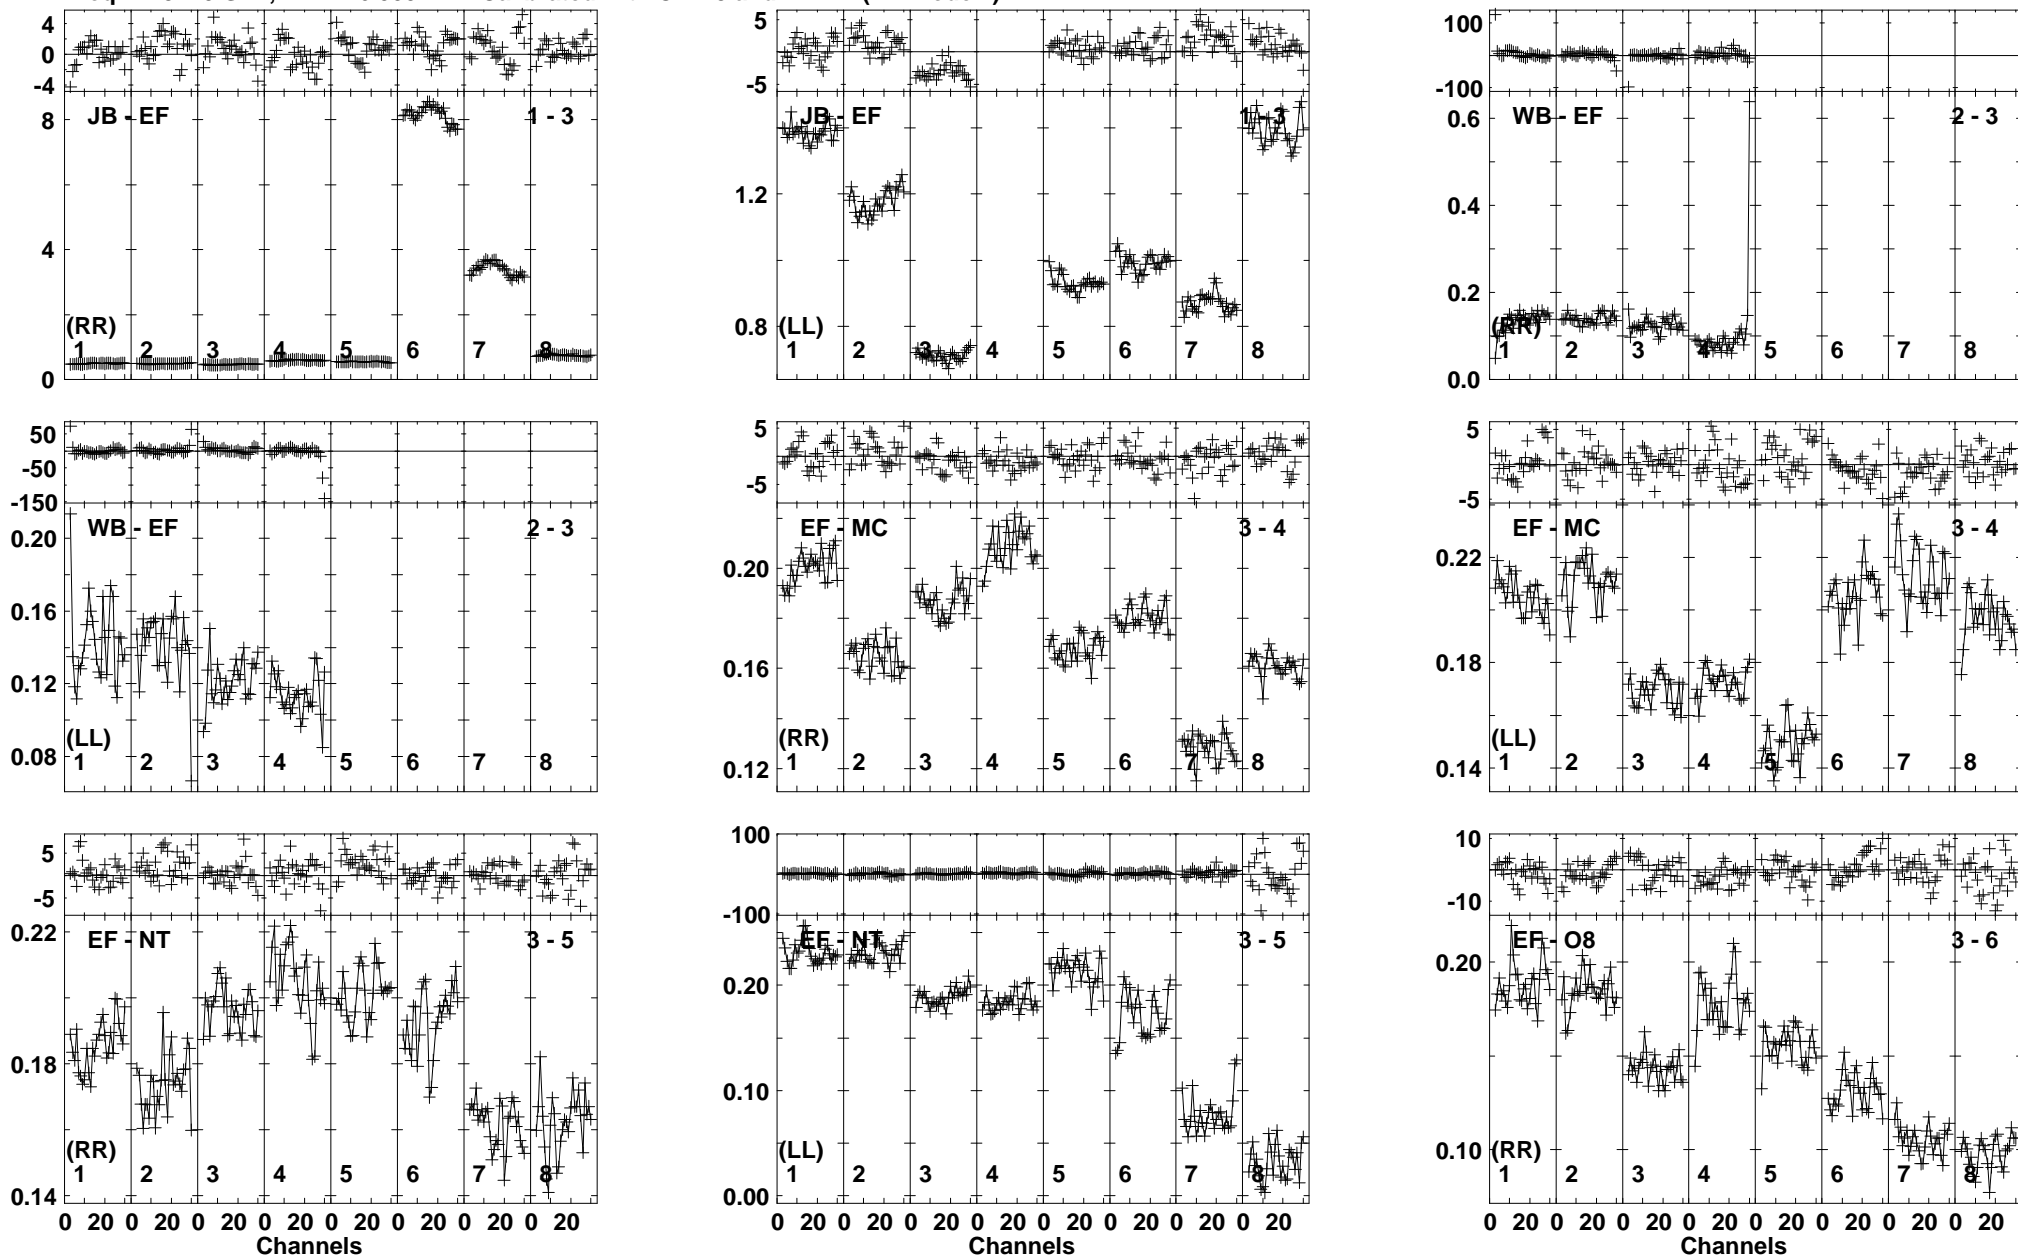 4 0 -4
JB - EF 1 - 3
8 4 0
(RR)
1 2 3 4 5 6 7 8
5 0 -5
JB - EF 1 - 3
1.2 0.8
(LL)
1 2 3 4 5 6 7 8
100 0 -100
WB - EF 2 - 3
0.6 0.4 0.2 0.0
(RR)
1 2 3 4 5 6 7 8
50 -50 -150
WB - EF 2 - 3
0.20 0.16 0.12 0.08
(LL)
1 2 3 4 5 6 7 8
5 -5
EF - MC 3 - 4
0.20 0.16 0.12
(RR)
1 2 3 4 5 6 7 8
5 0 -5
EF - MC 3 - 4
0.22 0.18 0.14
(LL)
1 2 3 4 5 6 7 8
5 -5
EF - NT 3 - 5
0.22 0.18 0.14
(RR)
1 2 3 4 5 6 7 8
0 20 0 20 0 20 0 20 0 20 0 20 0 20 0 20
Channels
100 0 -100
EF - NT 3 - 5
0.20 0.10 0.00
(LL)
1 2 3 4 5 6 7 8
0 20 0 20 0 20 0 20 0 20 0 20 0 20 0 20
Channels
10 0 -10
EF - O8 3 - 6
0.20 0.10
(RR)
1 2 3 4 5 6 7 8
0 20 0 20 0 20 0 20 0 20 0 20 0 20 0 20
Channels